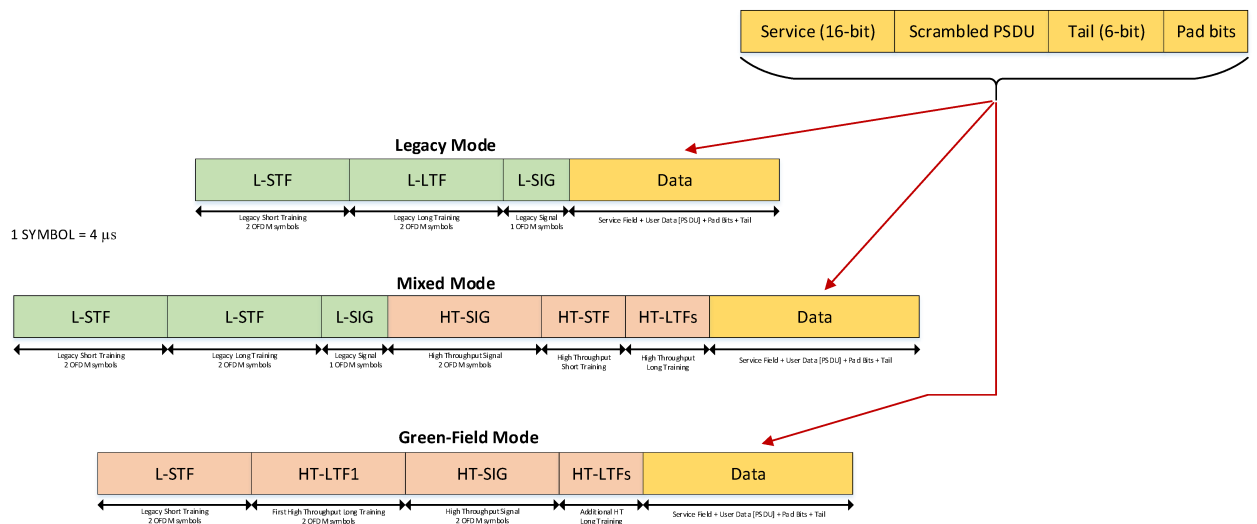 Service (16-bit) Scrambled PSDU Tail (6-bit) Pad bits
Legacy Mode
L-STF L-LTF L-SIG Data
Legacy Short Training Legacy Long Training Legacy Signal Service Field + User Data [PSDU] + Pad Bits + Tail
2 OFDM symbols 2 OFDM symbols 1 OFDM symbols
1 SYMBOL = 4 µs
Mixed Mode
L-STF L-STF L-SIG HT-SIG HT-STF HT-LTFs Data
Legacy Short Training Legacy Long Training Legacy Signal High Throughput Signal High Throughput High Throughput Service Field + User Data [PSDU] + Pad Bits + Tail
2 OFDM symbols 2 OFDM symbols 1 OFDM symbols 2 OFDM symbols Short Training Long Training
Green-Field Mode
L-STF HT-LTF1 HT-SIG HT-LTFs Data
Legacy Short Training First High Throughput Long Training High Throughput Signal Additional HT Service Field + User Data [PSDU] + Pad Bits + Tail
2 OFDM symbols 2 OFDM symbols 2 OFDM symbols Long Training